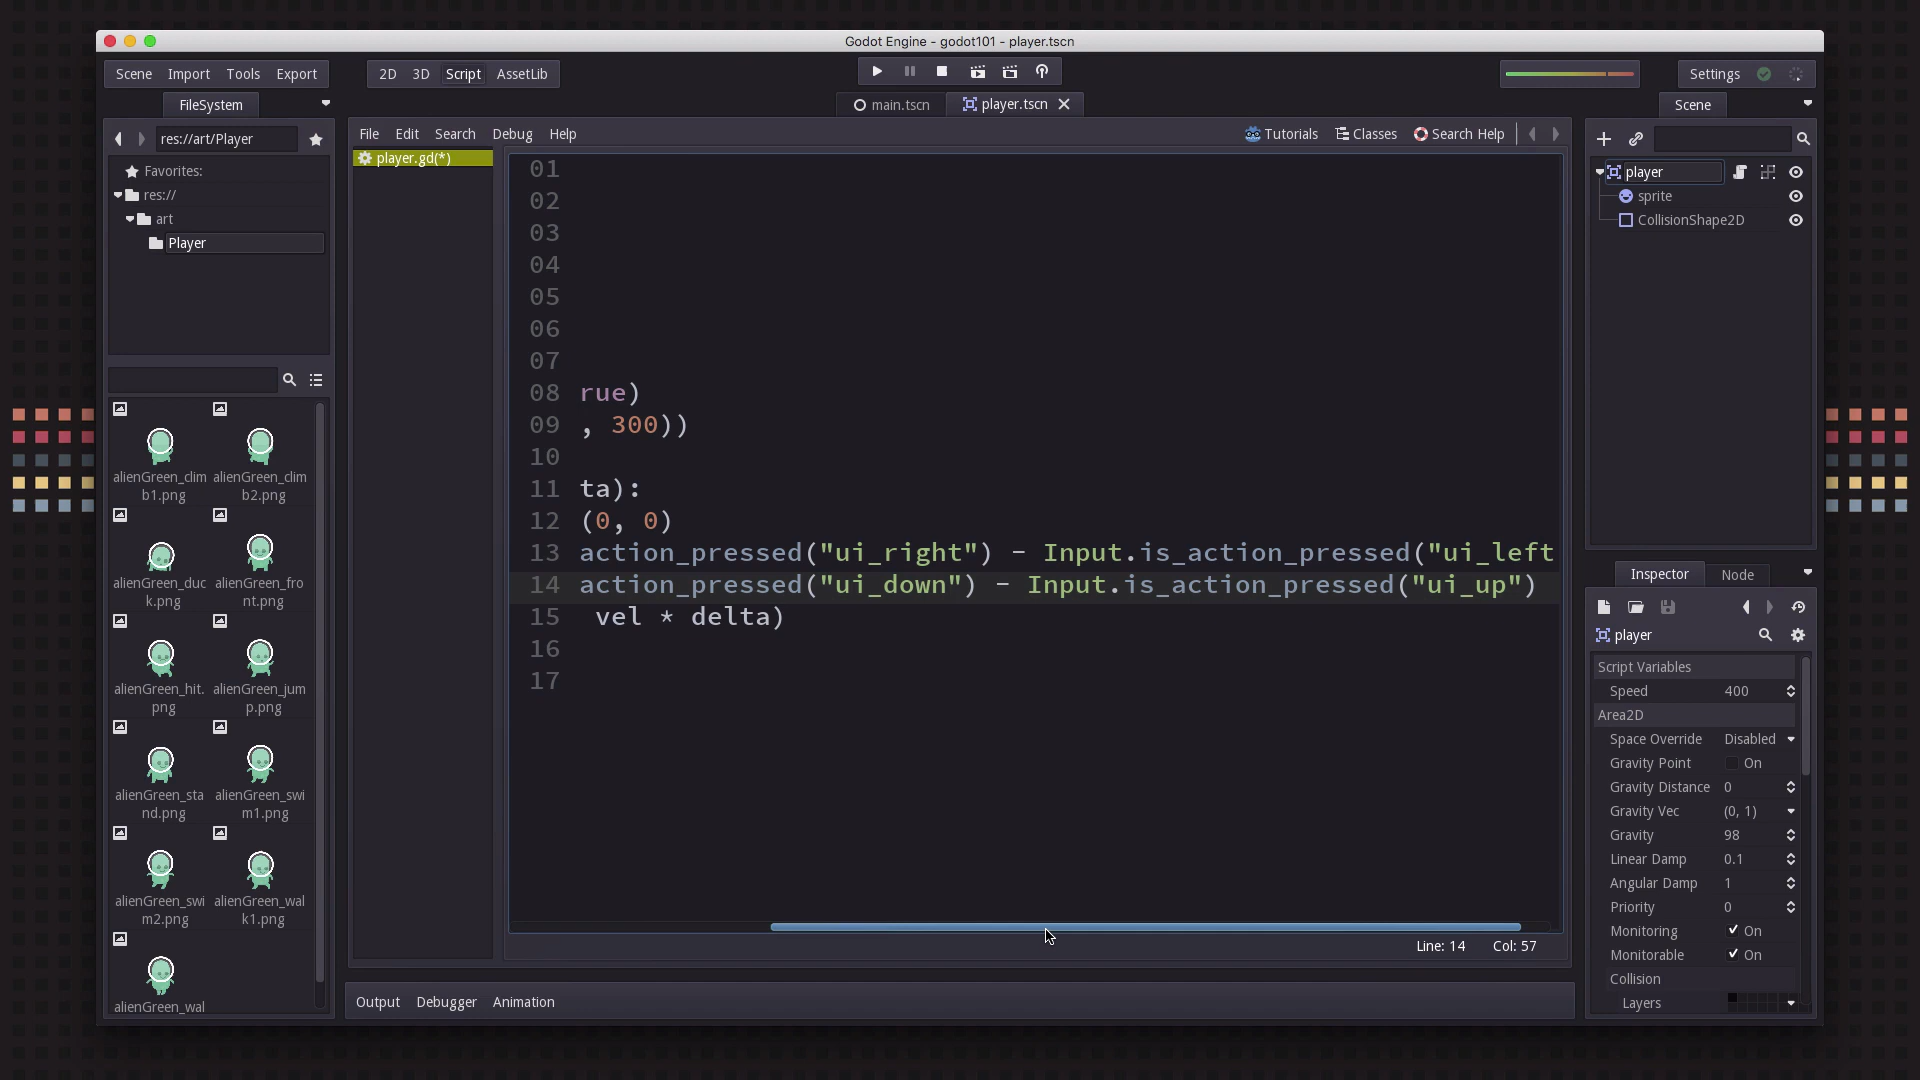 Godot Engine - godot101 - player.tscn
Scene Tools Import Export
2D 3D Script AssetLib
Settings
FileSystem
main.tscn
player.tscn
Scene
res://art/Player
File Edit Search Debug Help
Tutorials Classes Search Help
Favorites:
res://
art
Player
player.gd(*)
01
02
03
04
05
06
07
08 rue)
09 , 300))
10
11 ta):
12 (0, 0)
13 action_pressed("ui_right") - Input.is_action_pressed("ui_left
14 action_pressed("ui_down") - Input.is_action_pressed("ui_up")
15 vel * delta)
16
17
Line: 14 Col: 57
alienGreen_clim
b1.png
alienGreen_clim
b2.png
alienGreen_duc
k.png
alienGreen_fro
nt.png
alienGreen_hit.
png
alienGreen_jum
p.png
alienGreen_sta
nd.png
alienGreen_swi
m1.png
alienGreen_swi
m2.png
alienGreen_wal
k1.png
alienGreen_wal
Output Debugger Animation
player
sprite
CollisionShape2D
Inspector Node
player
Script Variables
Speed 400
Area2D
Space Override Disabled
Gravity Point On
Gravity Distance 0
Gravity Vec (0, 1)
Gravity 98
Linear Damp 0.1
Angular Damp 1
Priority 0
Monitoring On
Monitorable On
Collision
Layers